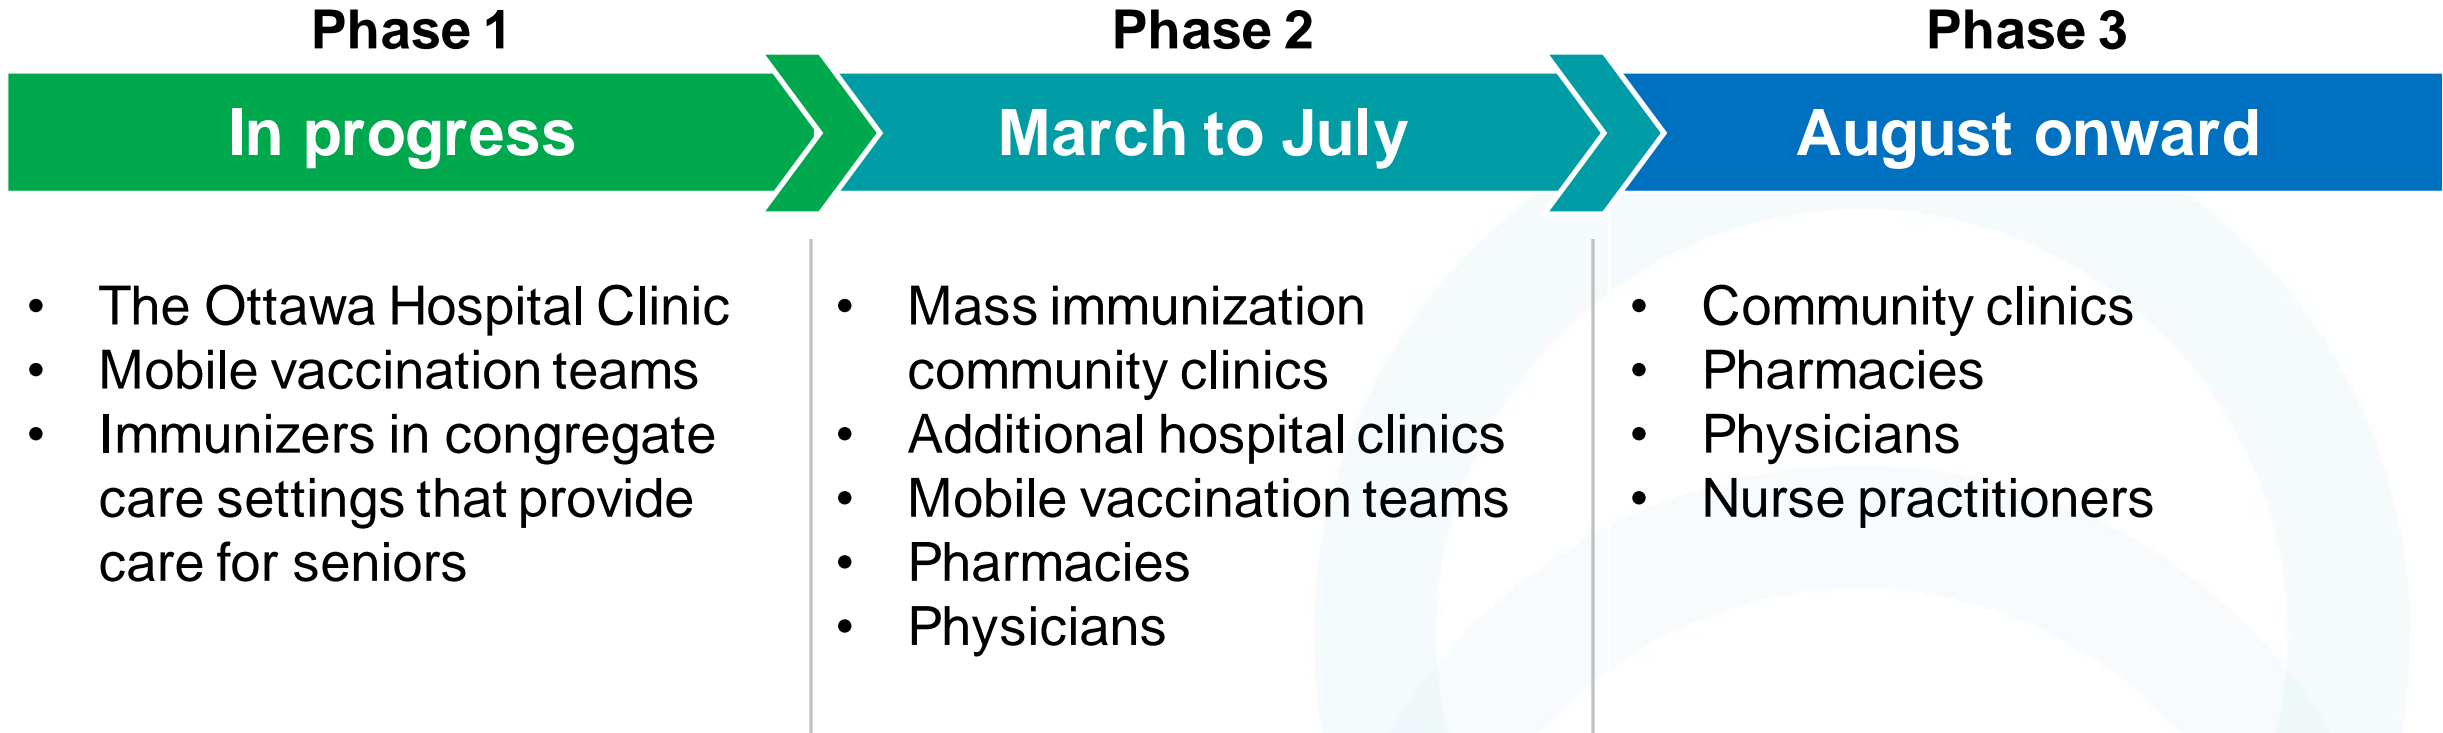 Phase 1
In progress
• The Ottawa Hospital Clinic
• Mobile vaccination teams
• Immunizers in congregate
care settings that provide
care for seniors
Phase 2
March to July
• Mass immunization
community clinics
• Additional hospital clinics
• Mobile vaccination teams
• Pharmacies
• Physicians
Phase 3
August onward
• Community clinics
• Pharmacies
• Physicians
• Nurse practitioners